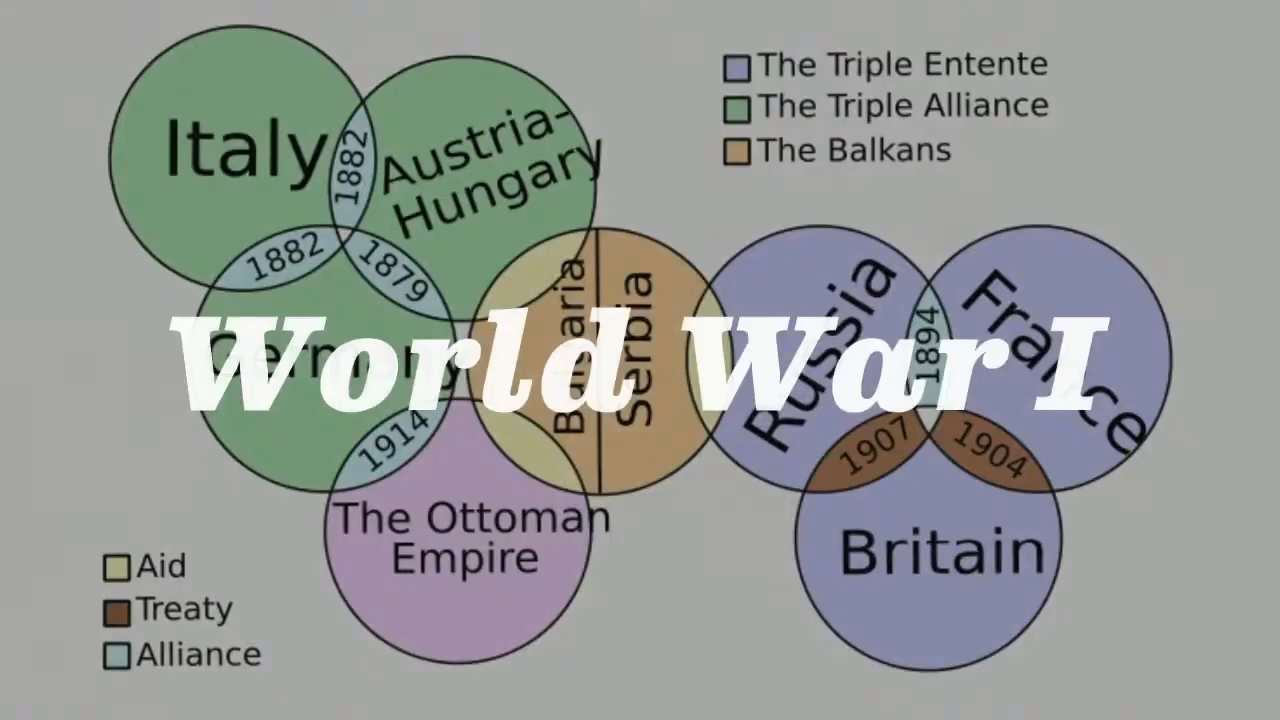 Italy
1882
Austria-
Hungary
The Triple Entente
The Triple Alliance
The Balkans
1882
1879
Germany
Bulgaria
Serbia
Russia
1894
France
World War I
1914
1907
1904
The Ottoman
Empire
Britain
Aid
Treaty
Alliance